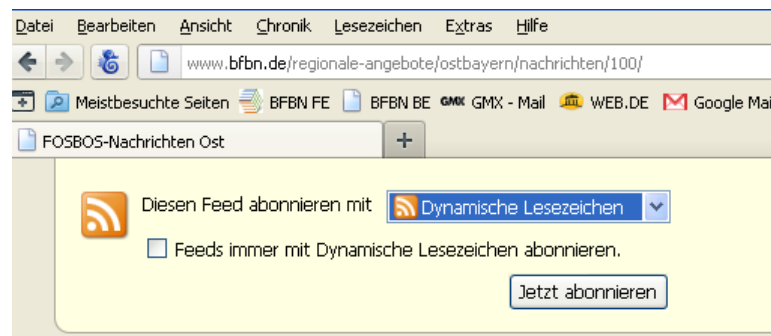 Datei Bearbeiten Ansicht Chronik Lesezeichen Extras Hilfe
www.bfbn.de/regionale-angebote/ostbayern/nachrichten/100/
Meistbesuchte Seiten BFBN FE BFBN BE GMX GMX - Mail WEB.DE Google Mai
FOSBOS-Nachrichten Ost
Diesen Feed abonnieren mit Dynamische Lesezeichen
Feeds immer mit Dynamische Lesezeichen abonnieren.
Jetzt abonnieren